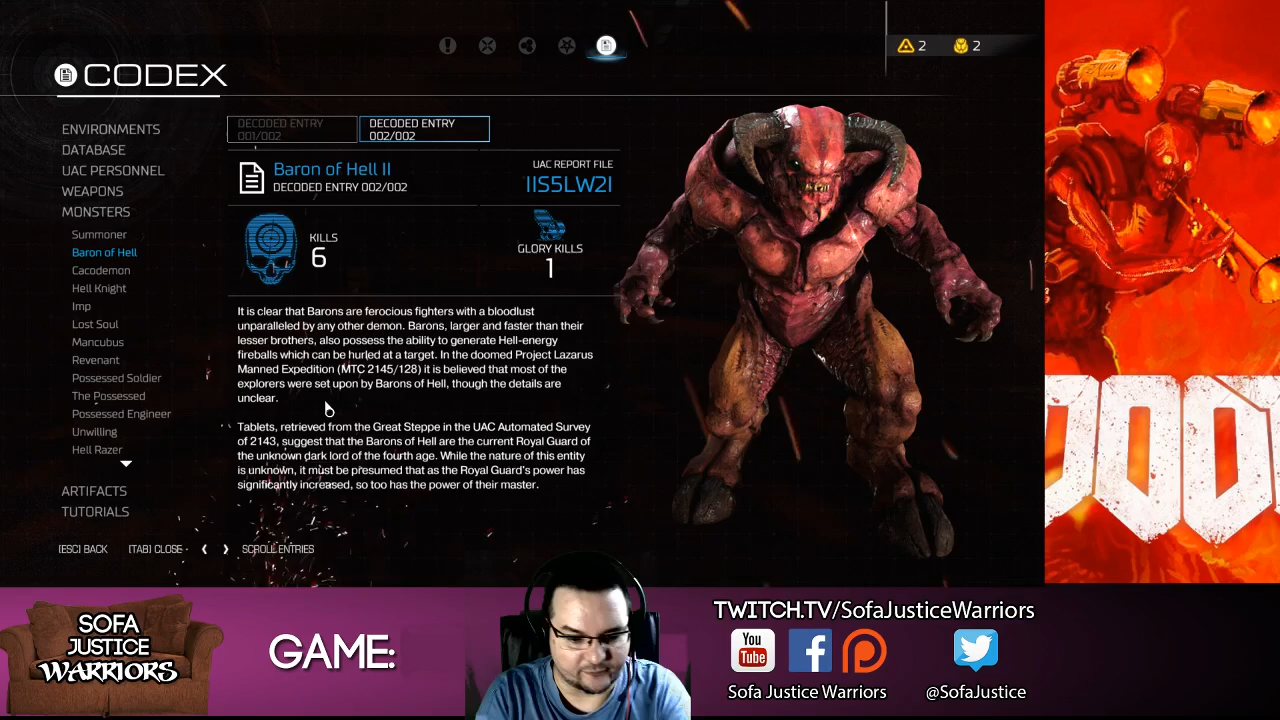 CODEX
2
2
ENVIRONMENTS
DATABASE
UAC PERSONNEL
WEAPONS
MONSTERS
Summoner
Baron of Hell
Cacodemon
Hell Knight
Imp
Lost Soul
Mancubus
Revenant
Possessed Soldier
The Possessed
Possessed Engineer
Unwilling
Hell Razer
ARTIFACTS
TUTORIALS
[ESC] BACK
[TAB] CLOSE
SCROLL ENTRIES
DECODED ENTRY
001/002
DECODED ENTRY
002/002
Baron of Hell II
DECODED ENTRY 002/002
UAC REPORT FILE
IIS5LW2I
KILLS
6
GLORY KILLS
1
It is clear that Barons are ferocious fighters with a bloodlust
unparalleled by any other demon. Barons, larger and faster than their
lesser brothers, also possess the ability to generate Hell-energy
fireballs which can be hurled at a target. In the doomed Project Lazarus
Manned Expedition (MTC 2145/128) it is believed that most of the
explorers were set upon by Barons of Hell, though the details are
unclear.
Tablets, retrieved from the Great Steppe in the UAC Automated Survey
of 2143, suggest that the Barons of Hell are the current Royal Guard of
the unknown dark lord of the fourth age. While the nature of this entity
is unknown, it must be presumed that as the Royal Guard's power has
significantly increased, so too has the power of their master.
SOFA
JUSTICE
WARRIORS
GAME:
TWITCH.TV/SofaJusticeWarriors
You
Tube
Sofa Justice Warriors
@SofaJustice